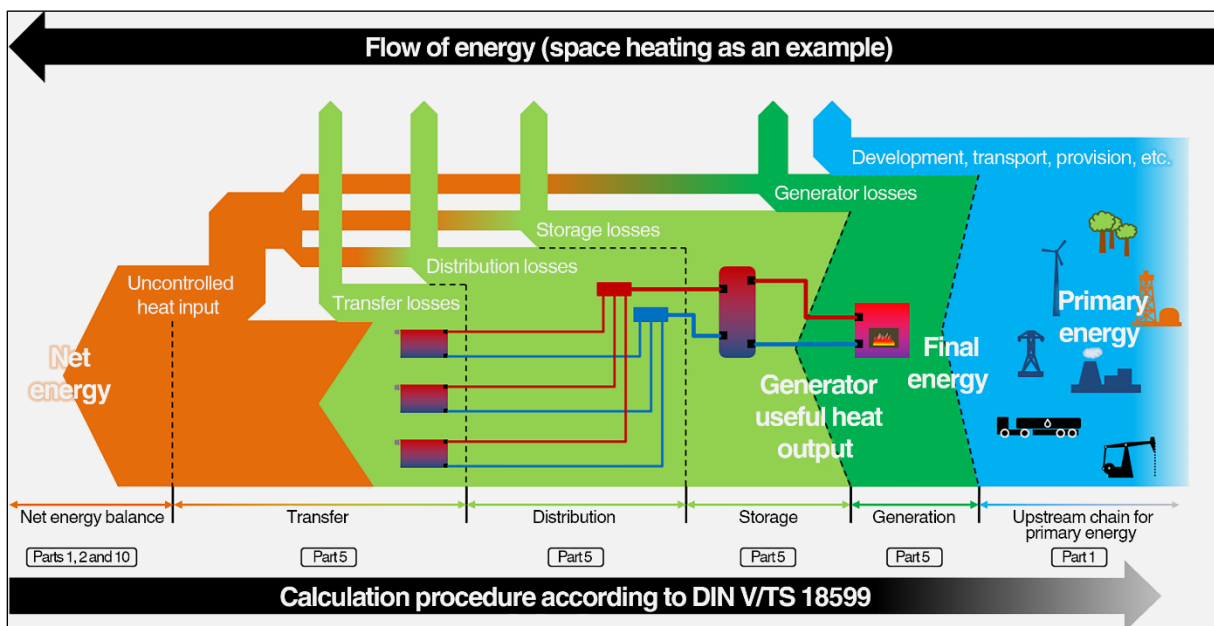 Flow of energy (space heating as an example)
Development, transport, provision, etc.
Generator losses
Storage losses
Distribution losses
Uncontrolled
heat input
Transfer losses
Net
energy
Primary
energy
Final
energy
Generator
useful heat
output
Net energy balance
Transfer
Distribution
Storage
Generation
Upstream chain for
primary energy
Parts 1, 2 and 10
Part 5
Part 5
Part 5
Part 5
Part 1
Calculation procedure according to DIN V/TS 18599